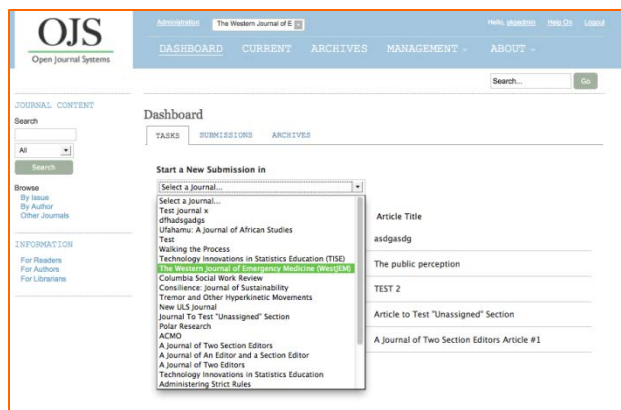 OJS
Open Journal Systems
Administration
The Western Journal of E
Hello,
Help On
Logout
DASHBOARD CURRENT ARCHIVES MANAGEMENT ABOUT
Search...
Go
JOURNAL CONTENT
Search
All
Search
Browse
By Issue
By Author
Other Journals
INFORMATION
For Readers
For Authors
For Librarians
Dashboard
TASKS SUBMISSIONS ARCHIVES
Start a New Submission in
Select a Journal...
Select a Journal...
Test journal x
dfhadsgadgs
Ufahamu: A Journal of African Studies
Test
Walking the Process
Technology Innovations in Statistics Education (TISE)
The Western Journal of Emergency Medicine (WestJEM)
Columbia Social Work Review
Consilience: Journal of Sustainability
Tremor and Other Hyperkinetic Movements
New ULS Journal
Journal To Test "Unassigned" Section
Polar Research
ACMO
A Journal of Two Section Editors
A Journal of An Editor and a Section Editor
A Journal of Two Editors
Technology Innovations in Statistics Education
Administering Strict Rules
Article Title
asdgasdg
The public perception
TEST 2
Article to Test "Unassigned" Section
A Journal of Two Section Editors Article #1